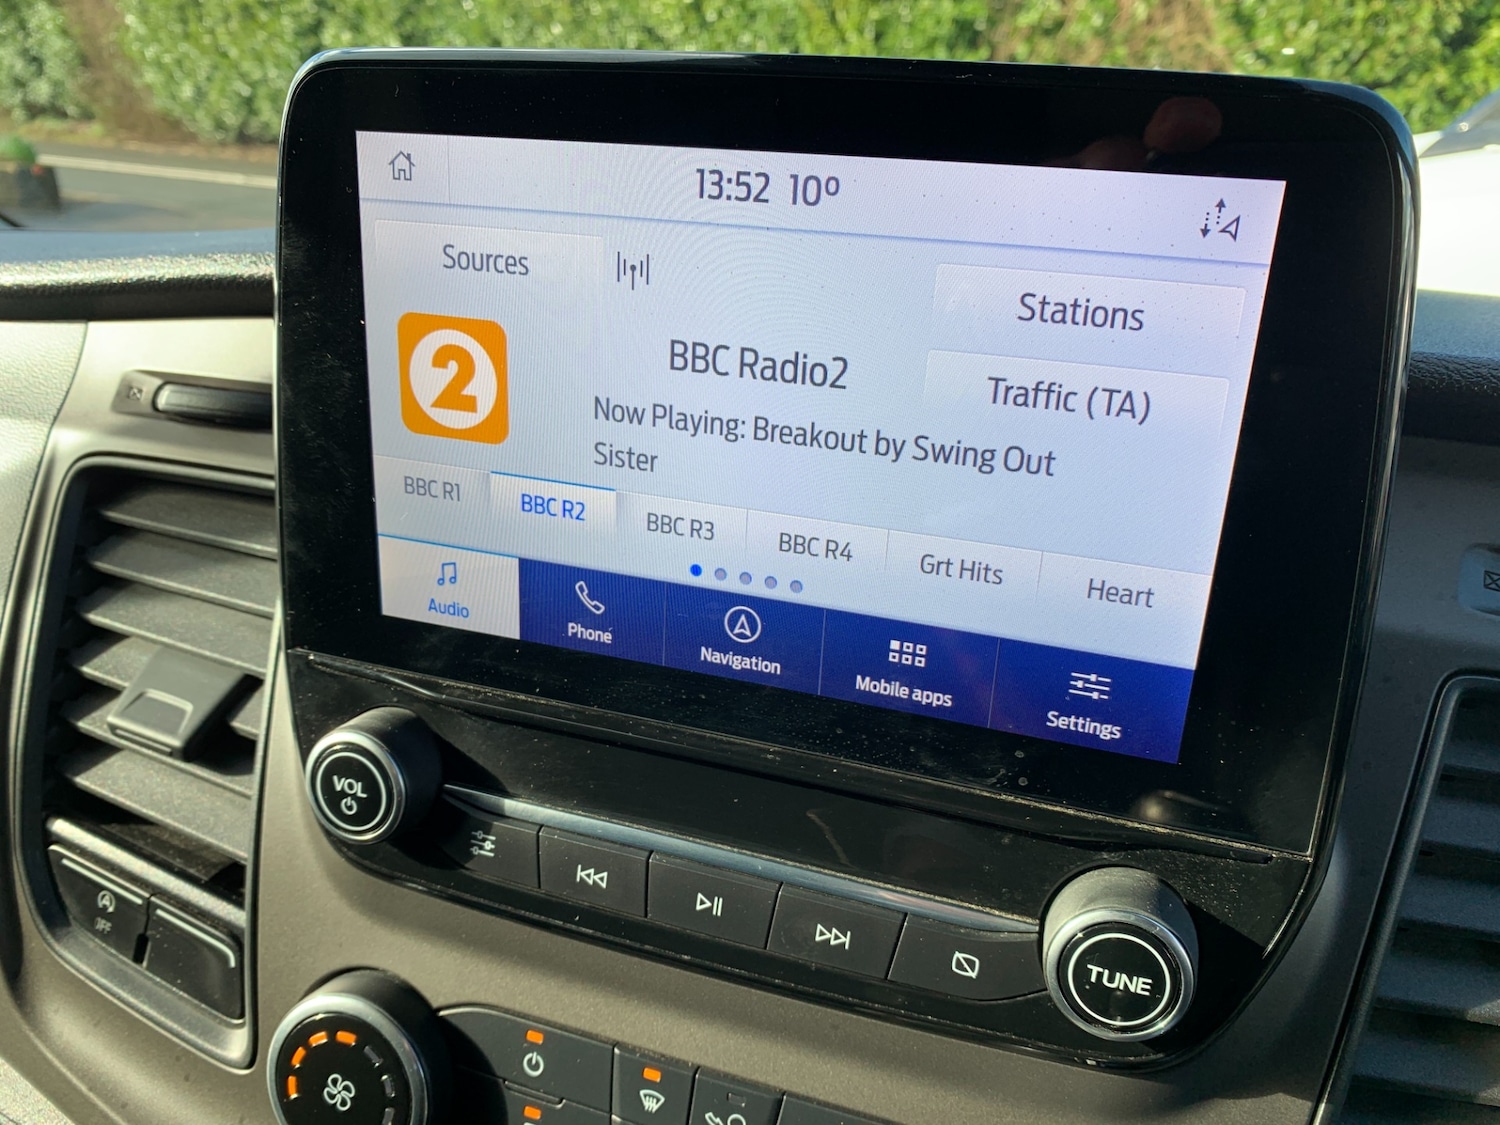 13:52 10°
Sources
Stations
2
BBC Radio2
Traffic (TA)
Now Playing: Breakout by Swing Out
Sister
BBC R1
BBC R2
BBC R3
BBC R4
Grt Hits
Heart
Audio
Phone
Navigation
Mobile apps
Settings
VOL
TUNE
A
OFF